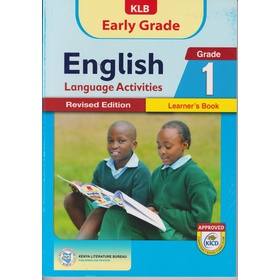 KLB
Early Grade
English
Language Activities
Grade
1
Revised Edition
Learner's Book
APPROVED
KICD
KENYA LITERATURE BUREAU